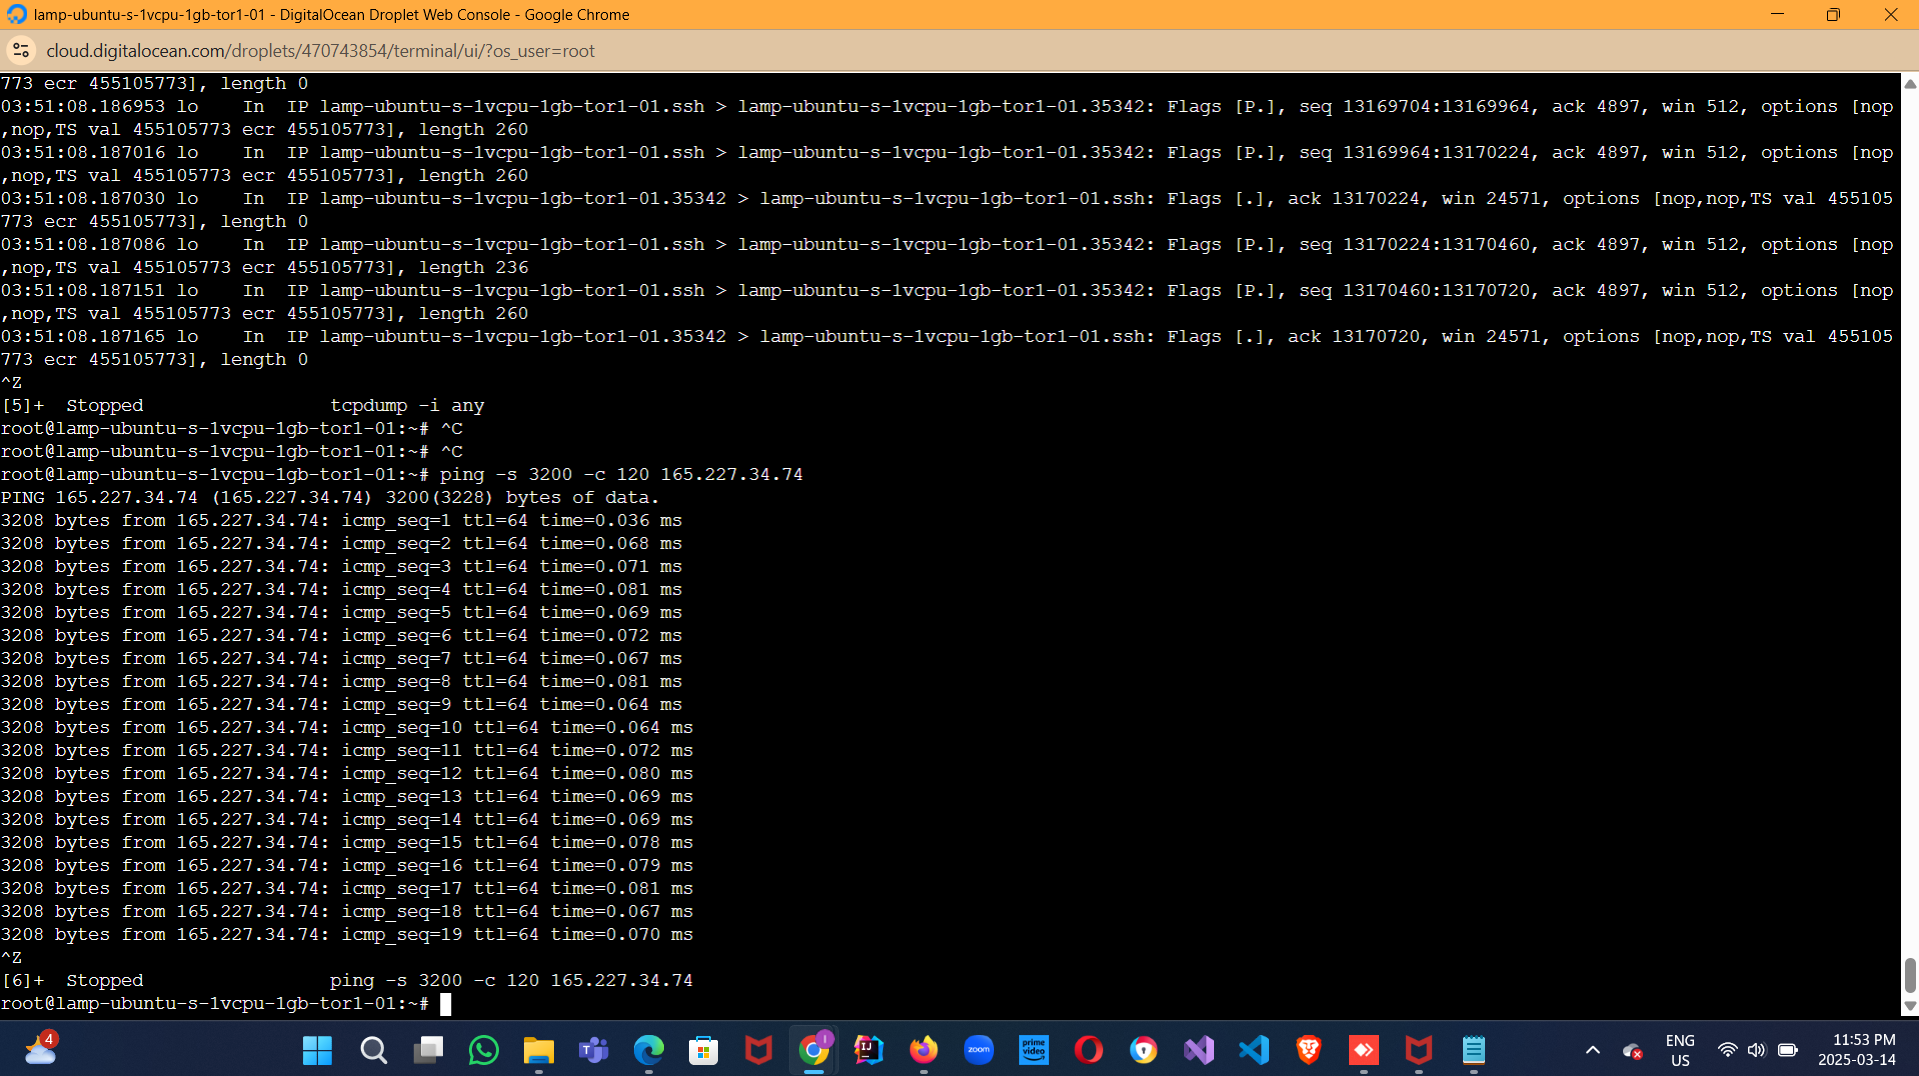 lamp-ubuntu-s-1vcpu-1gb-tor1-01 - DigitalOcean Droplet Web Console - Google Chrome
cloud.digitalocean.com/droplets/470743854/terminal/ui/?os_user=root
773 ecr 455105773], length 0
03:51:08.186953 lo    In  IP lamp-ubuntu-s-1vcpu-1gb-tor1-01.ssh > lamp-ubuntu-s-1vcpu-1gb-tor1-01.35342: Flags [P.], seq 13169704:13169964, ack 4897, win 512, options [nop
,nop,TS val 455105773 ecr 455105773], length 260
03:51:08.187016 lo    In  IP lamp-ubuntu-s-1vcpu-1gb-tor1-01.ssh > lamp-ubuntu-s-1vcpu-1gb-tor1-01.35342: Flags [P.], seq 13169964:13170224, ack 4897, win 512, options [nop
,nop,TS val 455105773 ecr 455105773], length 260
03:51:08.187030 lo    In  IP lamp-ubuntu-s-1vcpu-1gb-tor1-01.35342 > lamp-ubuntu-s-1vcpu-1gb-tor1-01.ssh: Flags [.], ack 13170224, win 24571, options [nop,nop,TS val 455105
773 ecr 455105773], length 0
03:51:08.187086 lo    In  IP lamp-ubuntu-s-1vcpu-1gb-tor1-01.ssh > lamp-ubuntu-s-1vcpu-1gb-tor1-01.35342: Flags [P.], seq 13170224:13170460, ack 4897, win 512, options [nop
,nop,TS val 455105773 ecr 455105773], length 236
03:51:08.187151 lo    In  IP lamp-ubuntu-s-1vcpu-1gb-tor1-01.ssh > lamp-ubuntu-s-1vcpu-1gb-tor1-01.35342: Flags [P.], seq 13170460:13170720, ack 4897, win 512, options [nop
,nop,TS val 455105773 ecr 455105773], length 260
03:51:08.187165 lo    In  IP lamp-ubuntu-s-1vcpu-1gb-tor1-01.35342 > lamp-ubuntu-s-1vcpu-1gb-tor1-01.ssh: Flags [.], ack 13170720, win 24571, options [nop,nop,TS val 455105
773 ecr 455105773], length 0
^Z
[5]+  Stopped                 tcpdump -i any
root@lamp-ubuntu-s-1vcpu-1gb-tor1-01:~# ^C
root@lamp-ubuntu-s-1vcpu-1gb-tor1-01:~# ^C
root@lamp-ubuntu-s-1vcpu-1gb-tor1-01:~# ping -s 3200 -c 120 165.227.34.74
PING 165.227.34.74 (165.227.34.74) 3200(3228) bytes of data.
3208 bytes from 165.227.34.74: icmp_seq=1 ttl=64 time=0.036 ms
3208 bytes from 165.227.34.74: icmp_seq=2 ttl=64 time=0.068 ms
3208 bytes from 165.227.34.74: icmp_seq=3 ttl=64 time=0.071 ms
3208 bytes from 165.227.34.74: icmp_seq=4 ttl=64 time=0.081 ms
3208 bytes from 165.227.34.74: icmp_seq=5 ttl=64 time=0.069 ms
3208 bytes from 165.227.34.74: icmp_seq=6 ttl=64 time=0.072 ms
3208 bytes from 165.227.34.74: icmp_seq=7 ttl=64 time=0.067 ms
3208 bytes from 165.227.34.74: icmp_seq=8 ttl=64 time=0.081 ms
3208 bytes from 165.227.34.74: icmp_seq=9 ttl=64 time=0.064 ms
3208 bytes from 165.227.34.74: icmp_seq=10 ttl=64 time=0.064 ms
3208 bytes from 165.227.34.74: icmp_seq=11 ttl=64 time=0.072 ms
3208 bytes from 165.227.34.74: icmp_seq=12 ttl=64 time=0.080 ms
3208 bytes from 165.227.34.74: icmp_seq=13 ttl=64 time=0.069 ms
3208 bytes from 165.227.34.74: icmp_seq=14 ttl=64 time=0.069 ms
3208 bytes from 165.227.34.74: icmp_seq=15 ttl=64 time=0.078 ms
3208 bytes from 165.227.34.74: icmp_seq=16 ttl=64 time=0.079 ms
3208 bytes from 165.227.34.74: icmp_seq=17 ttl=64 time=0.081 ms
3208 bytes from 165.227.34.74: icmp_seq=18 ttl=64 time=0.067 ms
3208 bytes from 165.227.34.74: icmp_seq=19 ttl=64 time=0.070 ms
^Z
[6]+  Stopped                 ping -s 3200 -c 120 165.227.34.74
root@lamp-ubuntu-s-1vcpu-1gb-tor1-01:~#
4
I
IJ
zoom
prime
video
ENG
US
11:53 PM
2025-03-14